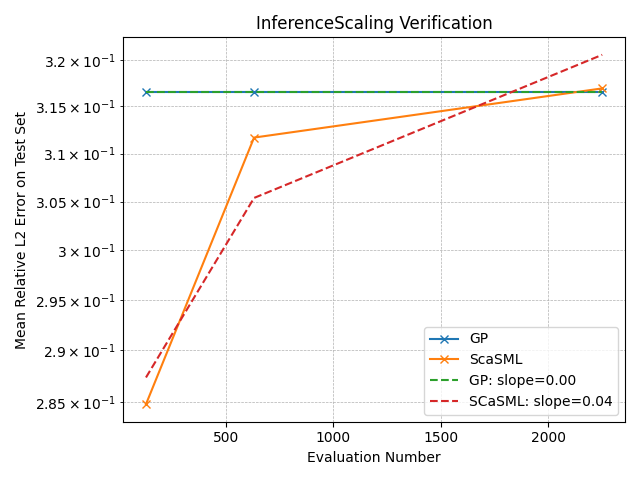 InferenceScaling Verification
Mean Relative L2 Error on Test Set
3.2 × 10⁻¹
3.15 × 10⁻¹
3.1 × 10⁻¹
3.05 × 10⁻¹
3 × 10⁻¹
2.95 × 10⁻¹
2.9 × 10⁻¹
2.85 × 10⁻¹
GP
ScaSML
GP: slope=0.00
SCaSML: slope=0.04
500 1000 1500 2000
Evaluation Number